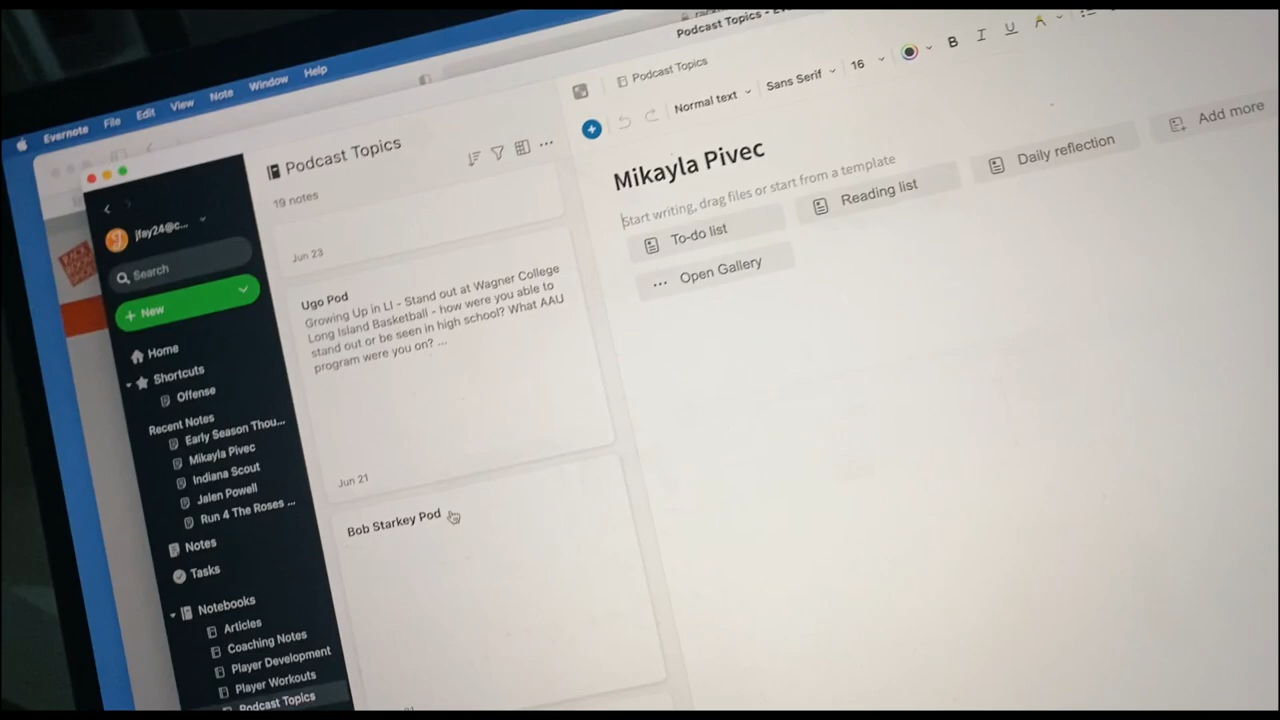 Evernote File Edit View Note Window Help
Podcast Topics
jfay24@c...
Search
New
Home
Shortcuts
Offense
Recent Notes
Early Season Thou...
Mikayla Pivec
Indiana Scout
Jalen Powell
Run 4 The Roses ...
Notes
Tasks
Notebooks
Articles
Coaching Notes
Player Development
Player Workouts
Podcast Topics
Podcast Topics
19 notes
Jun 23
Ugo Pod
Growing Up in LI - Stand out at Wagner College
Long Island Basketball - how were you able to
stand out or be seen in high school? What AAU
program were you on? ...
Jun 21
Bob Starkey Pod
Podcast Topics
Normal text Sans Serif 16 B I U A
Mikayla Pivec
Start writing, drag files or start from a template
To-do list Reading list Daily reflection Add more
... Open Gallery